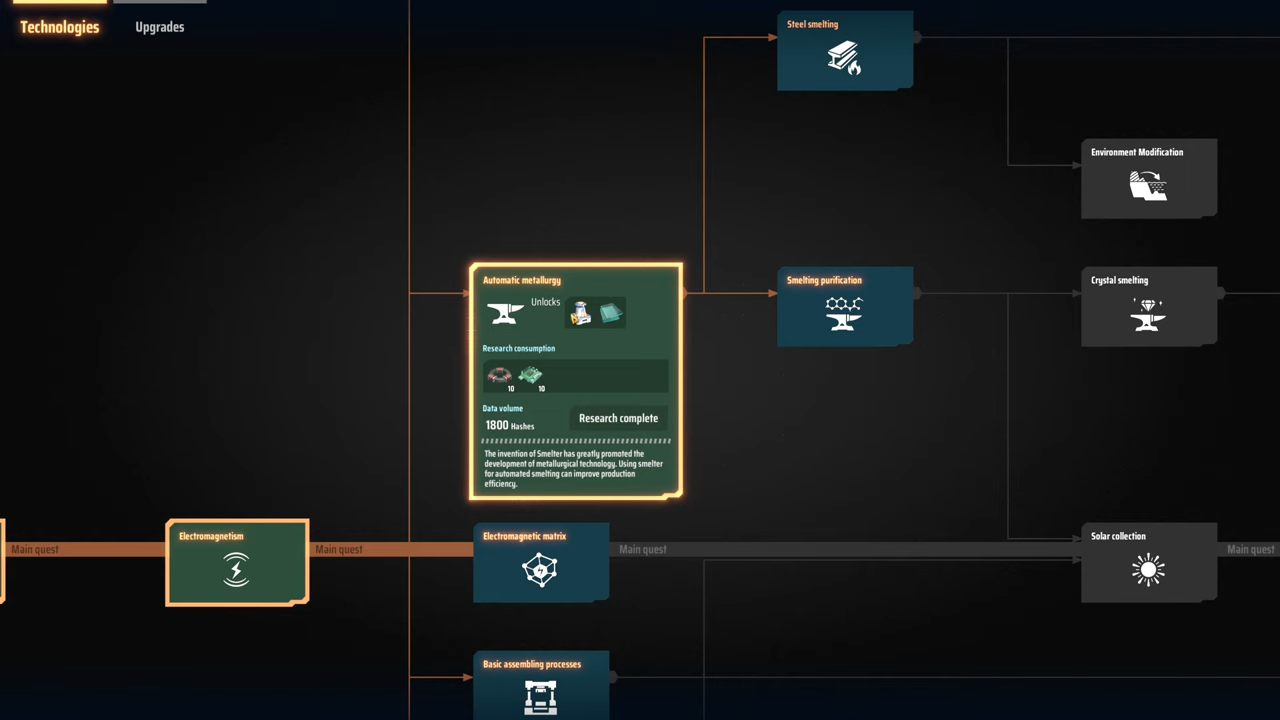 Technologies
Upgrades
Steel smelting
Environment Modification
Automatic metallurgy
Unlocks
Research consumption
10
10
Data volume
1800 Hashes
Research complete
The invention of Smelter has greatly promoted the
development of metallurgical technology. Using smelter
for automated smelting can improve production
efficiency.
Smelting purification
Crystal smelting
Main quest
Electromagnetism
Main quest
Electromagnetic matrix
Main quest
Solar collection
Main quest
Basic assembling processes